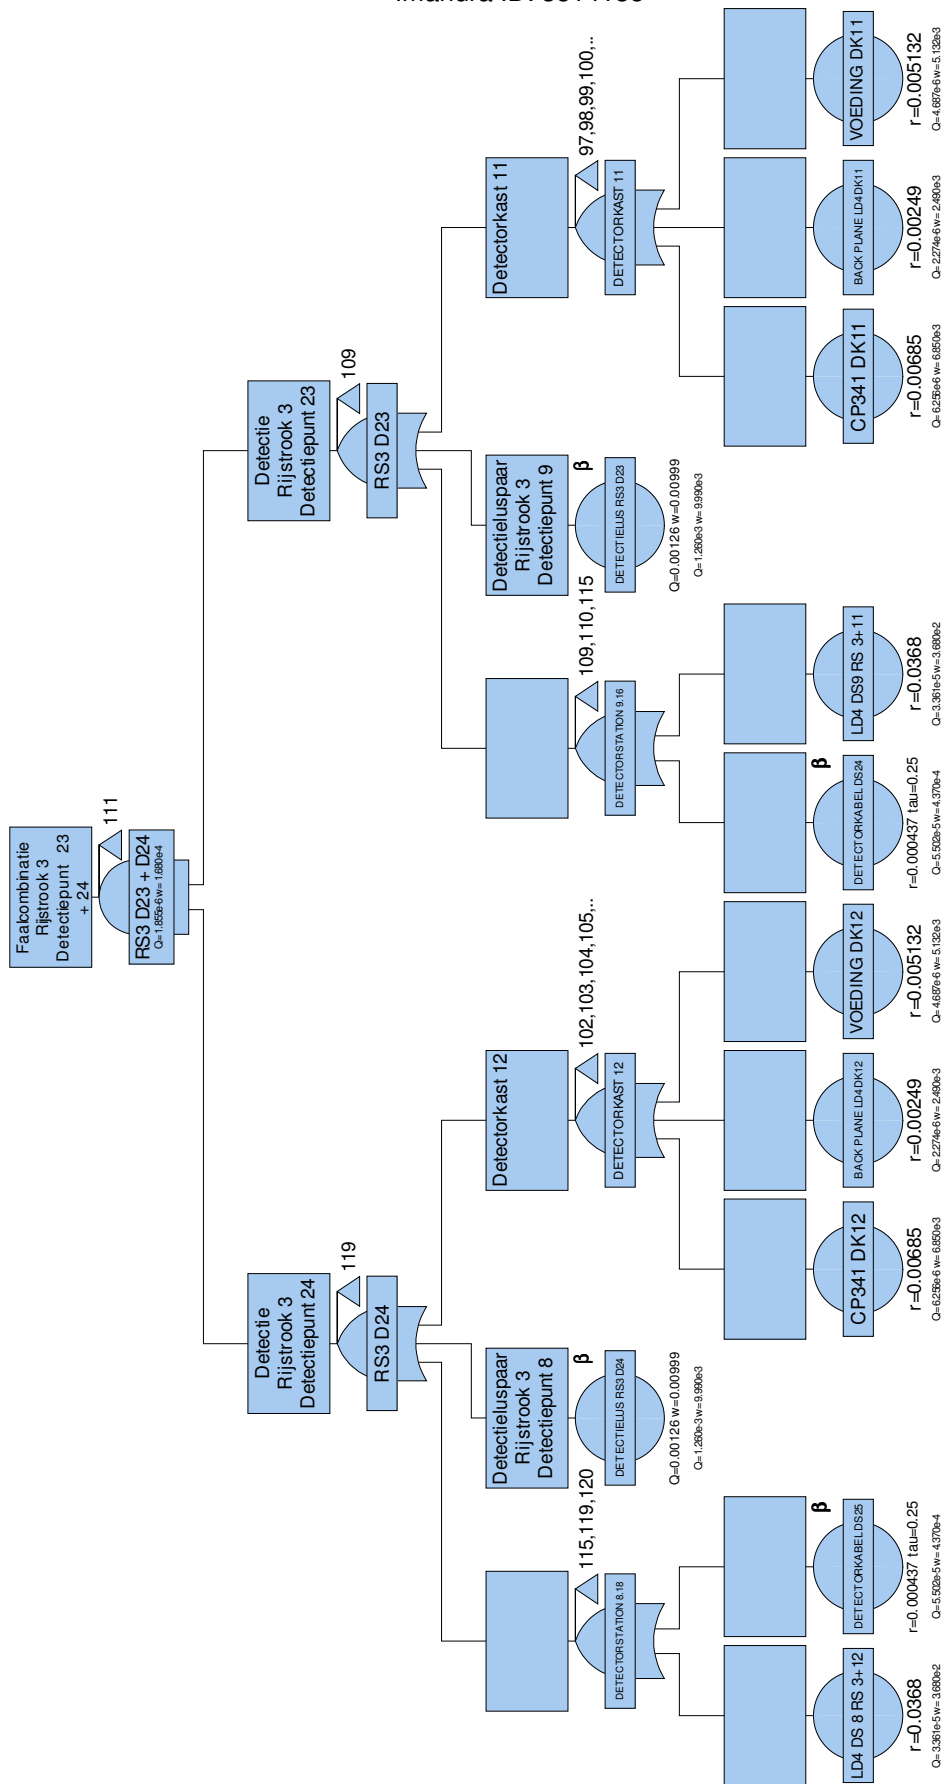 Faalcombinatie
Rijstrook 3
Detectiepunt 23
+ 24
111
RS3 D23 + D24
Q=1.855e-6 w=1.680e-4
Detectie
Rijstrook 3
Detectiepunt 24
119
RS3 D24
Detectie
Rijstrook 3
Detectiepunt 23
109
RS3 D23
115,119,120
DETECTORSTATION 8.18
Detectieluspaar
Rijstrook 3
Detectiepunt 8
β
DETECTIELUS RS3 D24
Q=0.00126 w=0.00999
Q=1.260e-3 w=9.990e-3
Detectorkast 12
102,103,104,105,..
DETECTORKAST 12
109,110,115
DETECTORSTATION 9.16
Detectieluspaar
Rijstrook 3
Detectiepunt 9
β
DETECTIELUS RS3 D23
Q=0.00126 w=0.00999
Q=1.260e-3 w=9.990e-3
Detectorkast 11
97,98,99,100,..
DETECTORKAST 11
LD4 DS 8 RS 3+12
r=0.0368
Q=3.361e-5 w=3.680e-2
β
DETECTORKABEL DS25
r=0.000437 tau=0.25
Q=5.502e-5 w=4.370e-4
CP341 DK12
r=0.00685
Q=6.256e-6 w=6.850e-3
BACK PLANE LD4 DK12
r=0.00249
Q=2.274e-6 w=2.490e-3
VOEDING DK12
r=0.005132
Q=4.687e-6 w=5.132e-3
β
DETECTORKABEL DS24
r=0.000437 tau=0.25
Q=5.502e-5 w=4.370e-4
LD4 DS9 RS 3+11
r=0.0368
Q=3.361e-5 w=3.680e-2
CP341 DK11
r=0.00685
Q=6.256e-6 w=6.850e-3
BACK PLANE LD4 DK11
r=0.00249
Q=2.274e-6 w=2.490e-3
VOEDING DK11
r=0.005132
Q=4.687e-6 w=5.132e-3